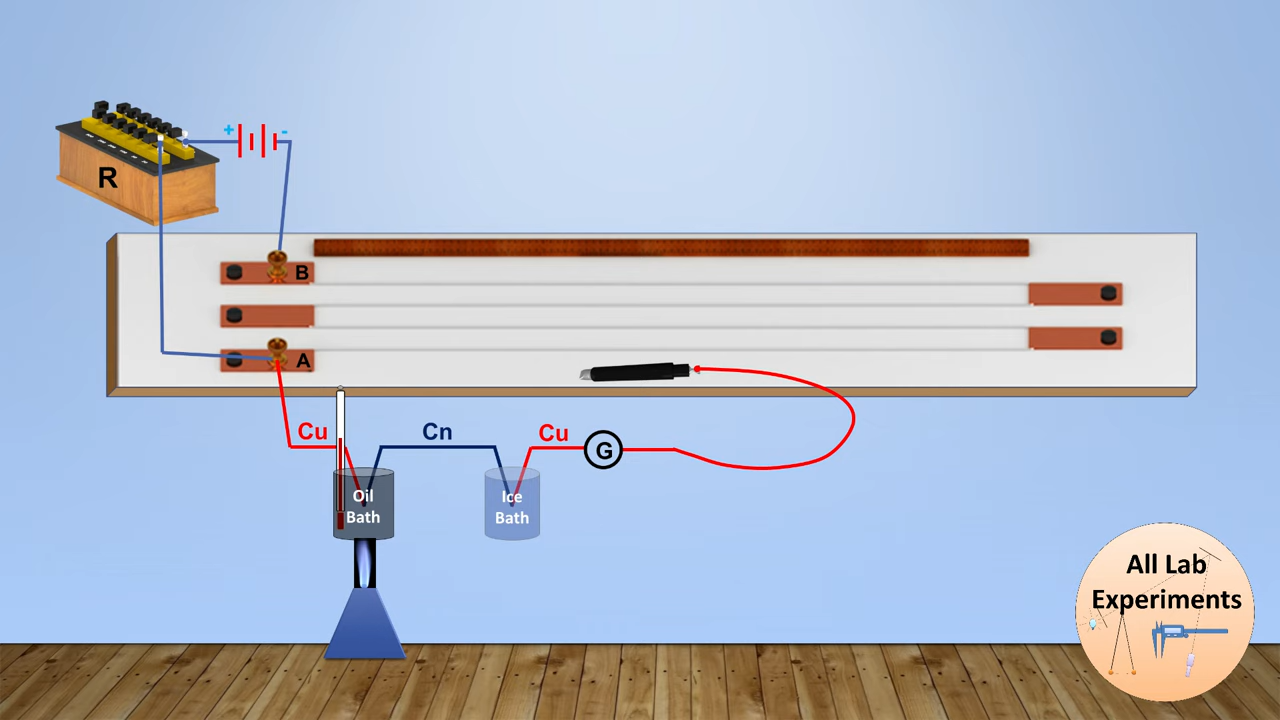 R
+ -
B
A
Cu
Cn
Cu
G
Oil
Bath
Ice
Bath
All Lab
Experiments